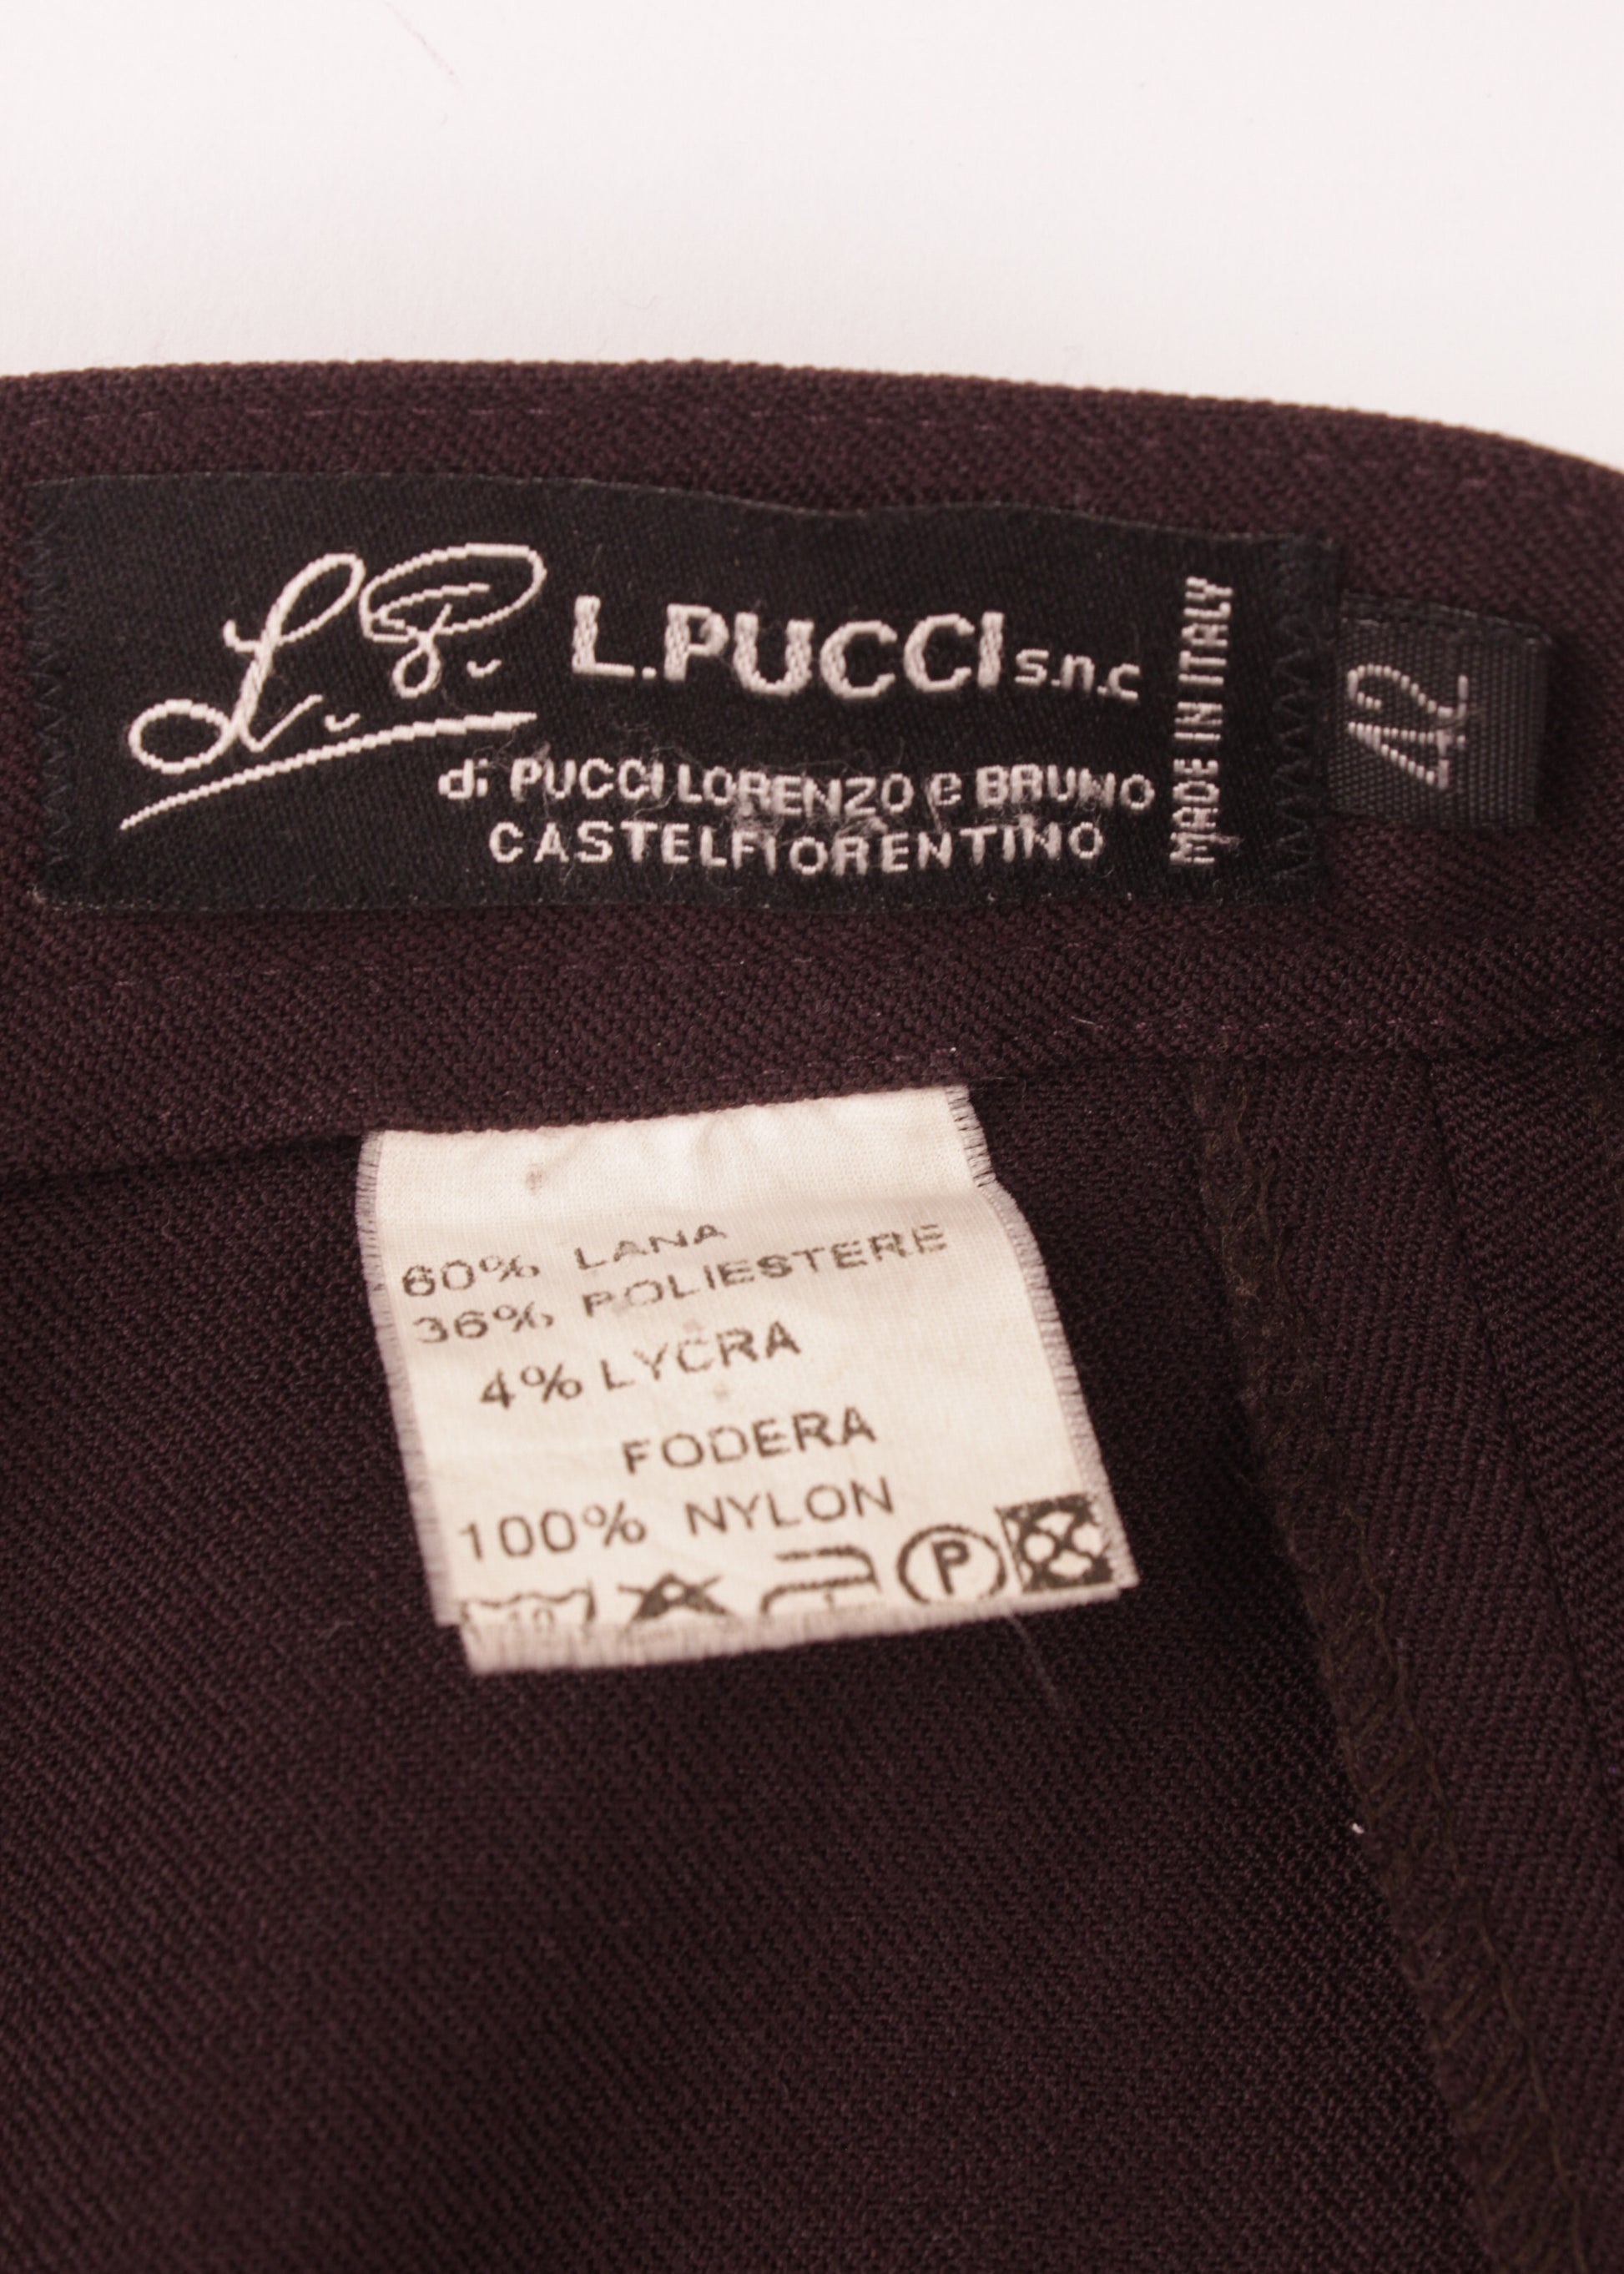 L.P.
L.PUCCI s.n.c
di PUCCI LORENZO e BRUNO
CASTELFIORENTINO
MADE IN ITALY
42
60% LANA
36% POLIESTERE
4% LYCRA
FODERA
100% NYLON
P